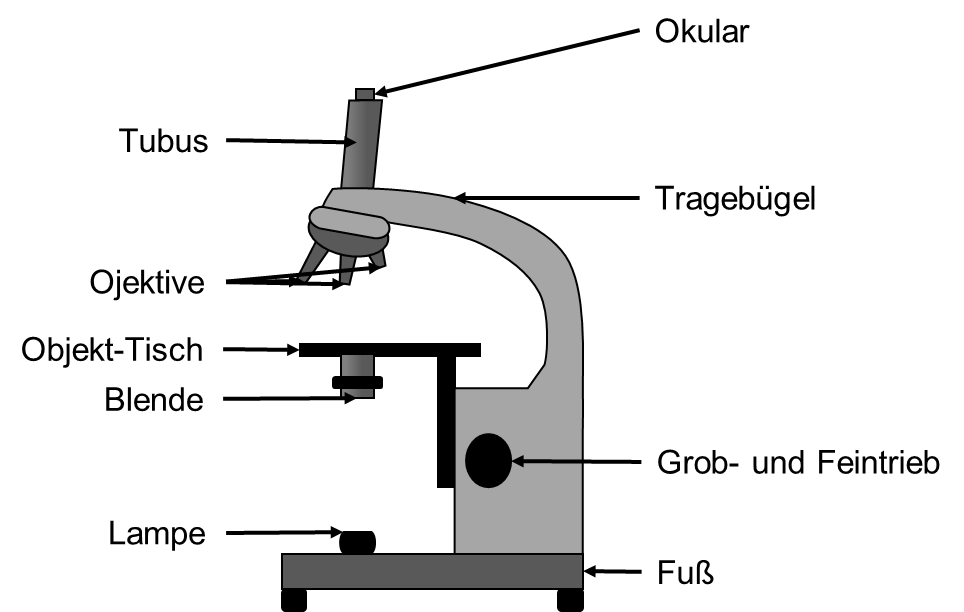 Okular
Tubus
Tragebügel
Ojektive
Objekt-Tisch
Blende
Grob- und Feintrieb
Lampe
Fuß